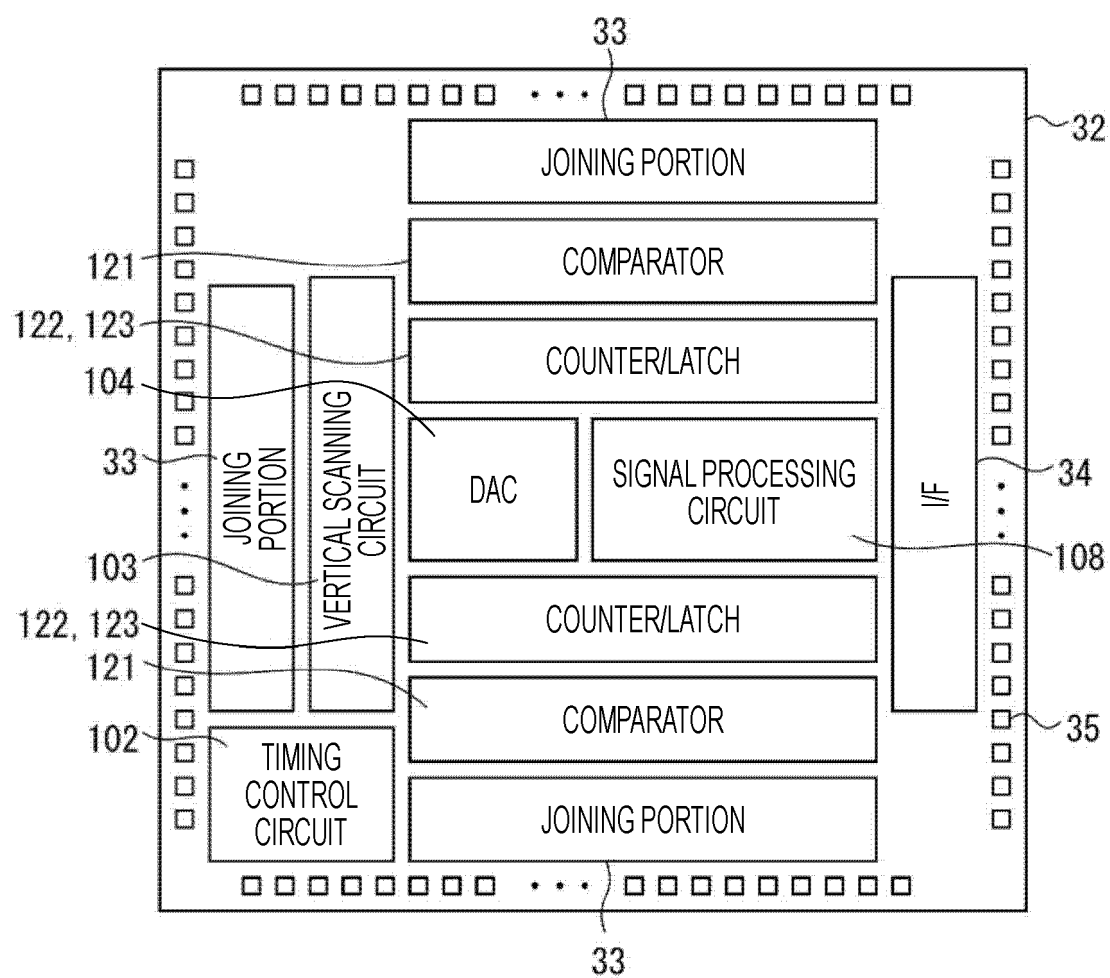 33
32
JOINING PORTION
121
COMPARATOR
122, 123
COUNTER/LATCH
104
DAC
SIGNAL PROCESSING
CIRCUIT
33
JOINING
PORTION
VERTICAL SCANNING
CIRCUIT
I/F
34
103
108
122, 123
COUNTER/LATCH
121
COMPARATOR
35
102
TIMING
CONTROL
CIRCUIT
JOINING PORTION
33